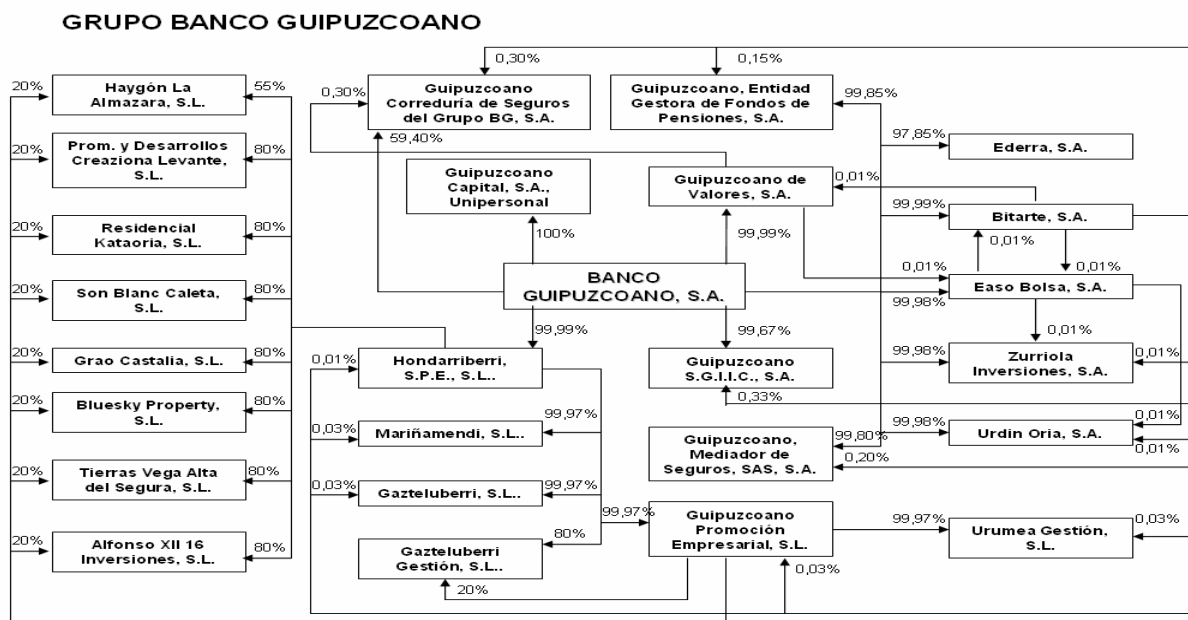 GRUPO BANCO GUIPUZCOANO
20%
Haygón La
Almazara, S.L.
55%
20%
Prom. y Desarrollos
Creaziona Levante,
S.L.
80%
20%
Residencial
Kataoria, S.L.
80%
20%
Son Blanc Caleta,
S.L.
80%
20%
Grao Castalia, S.L.
80%
20%
Bluesky Property,
S.L.
80%
20%
Tierras Vega Alta
del Segura, S.L.
80%
20%
Alfonso XII 16
Inversiones, S.L.
80%
0,30%
0,30%
Guipuzcoano
Correduría de Seguros
del Grupo BG, S.A.
59,40%
0,15%
Guipuzcoano, Entidad
Gestora de Fondos de
Pensiones, S.A.
99,85%
97,85%
Ederra, S.A.
Guipuzcoano
Capital, S.A.,
Unipersonal
100%
Guipuzcoano de
Valores, S.A.
0,01%
99,99%
99,99%
Bitarte, S.A.
0,01%
0,01%
BANCO
GUIPUZCOANO, S.A.
0,01%
Easo Bolsa, S.A.
99,98%
0,01%
99,99%
99,67%
0,01%
Hondarriberri,
S.P.E., S.L..
Guipuzcoano
S.G.I.I.C., S.A.
0,33%
99,98%
Zurriola
Inversiones, S.A.
0,01%
0,03%
Mariñamendi, S.L..
99,97%
Guipuzcoano,
Mediador de
Seguros, SAS, S.A.
99,80%
0,20%
99,98%
Urdin Oria, S.A.
0,01%
0,01%
0,03%
Gazteluberri, S.L..
99,97%
99,97%
Guipuzcoano
Promoción
Empresarial, S.L.
99,97%
Urumea Gestión,
S.L.
0,03%
Gazteluberri
Gestión, S.L..
80%
20%
0,03%